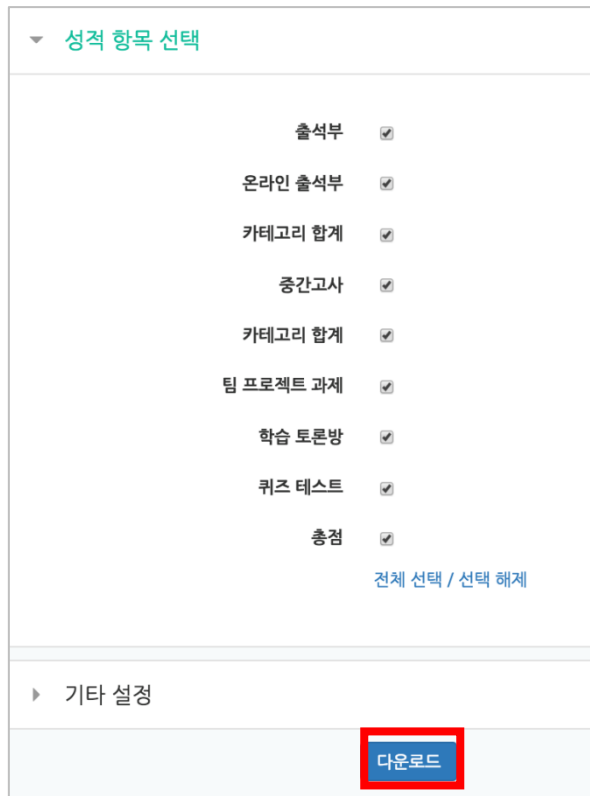 성적 항목 선택
출석부
온라인 출석부
카테고리 합계
중간고사
카테고리 합계
팀 프로젝트 과제
학습 토론방
퀴즈 테스트
총점
전체 선택 / 선택 해제
기타 설정
다운로드